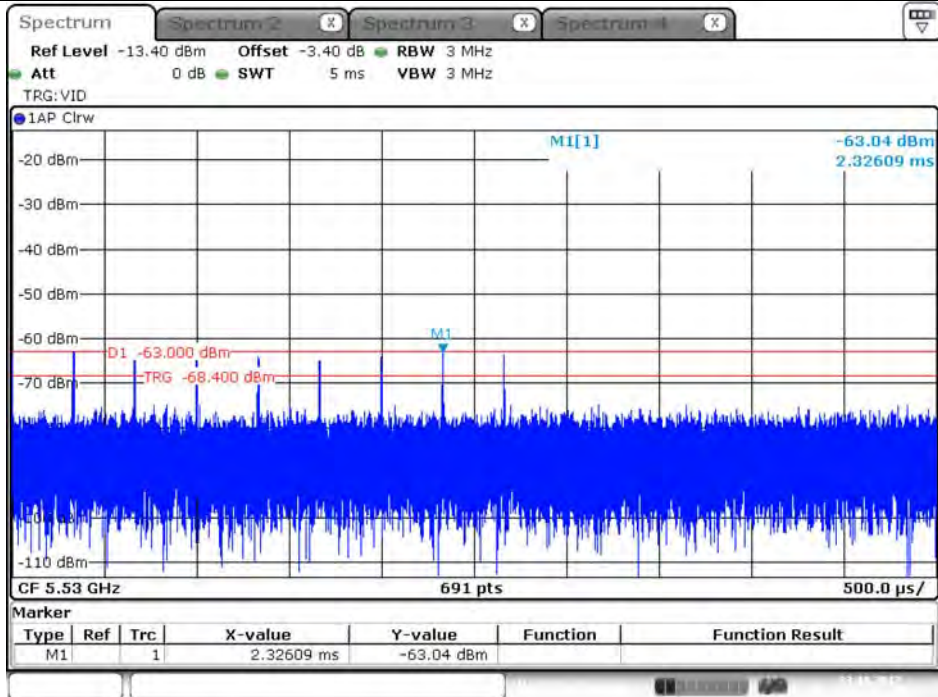 Spectrum Spectrum 2 X Spectrum 3 X Spectrum 4 X
Ref Level -13.40 dBm Offset -3.40 dB RBW 3 MHz
Att 0 dB SWT 5 ms VBW 3 MHz
TRG:VID
1AP Clrw
M1[1] -63.04 dBm
2.32609 ms
-20 dBm
-30 dBm
-40 dBm
-50 dBm
-60 dBm
M1
D1 -63.000 dBm
TRG -68.400 dBm
-70 dBm
-110 dBm
CF 5.53 GHz 691 pts 500.0 µs/
Marker
Type Ref Trc X-value Y-value Function Function Result
M1 1 2.32609 ms -63.04 dBm